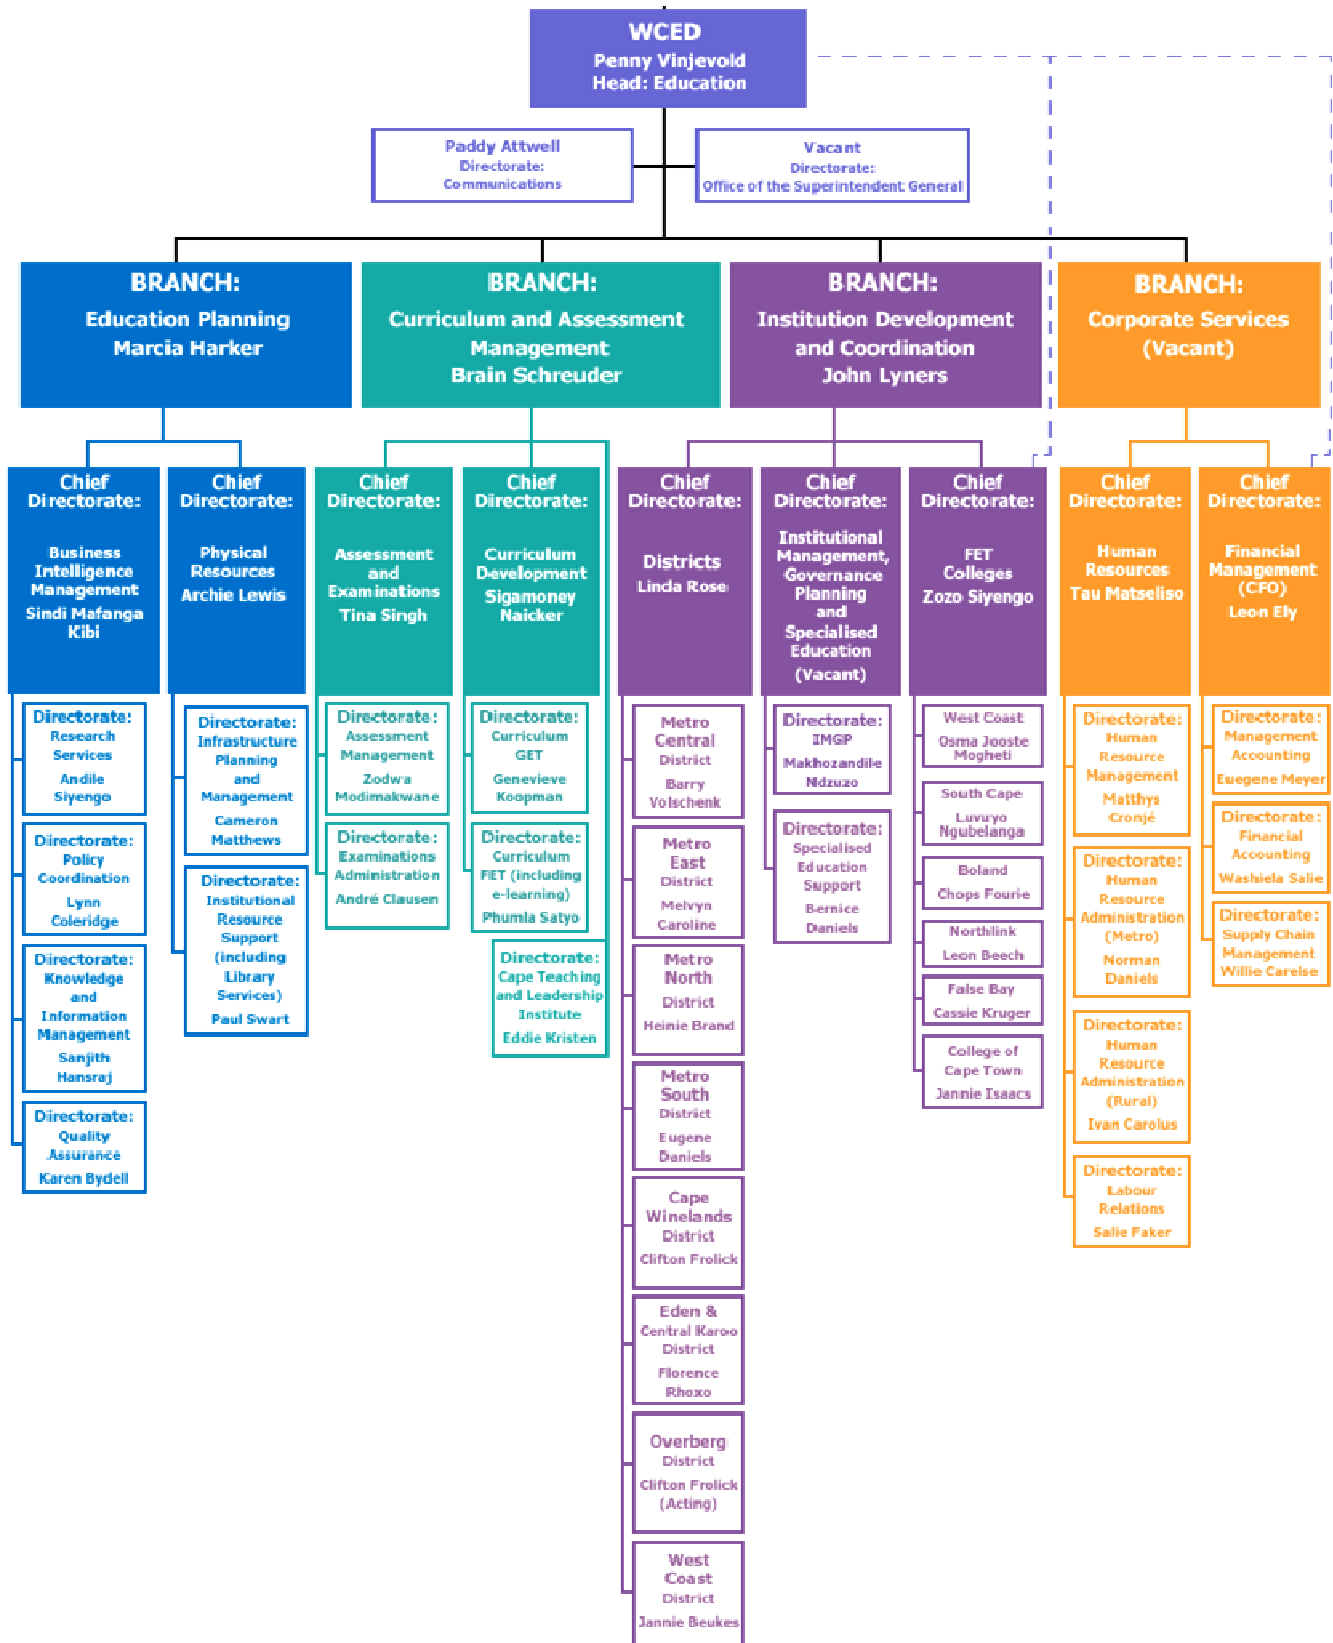 WCED
Penny Vinjevold
Head: Education
Paddy Attwell
Directorate:
Communications
Vacant
Directorate:
Office of the Superintendent General
BRANCH:
Education Planning
Marcia Harker
BRANCH:
Curriculum and Assessment
Management
Brain Schreuder
BRANCH:
Institution Development
and Coordination
John Lyners
BRANCH:
Corporate Services
(Vacant)
Chief
Directorate:
Business
Intelligence
Management
Sindi Mafanga
Kibi
Directorate:
Research
Services
Andile
Siyengo
Directorate:
Policy
Coordination
Lynn
Coleridge
Directorate:
Knowledge
and
Information
Management
Sanjith
Hansraj
Directorate:
Quality
Assurance
Karen Bydell
Chief
Directorate:
Physical
Resources
Archie Lewis
Directorate:
Infrastructure
Planning
and
Management
Cameron
Matthews
Directorate:
Institutional
Resource
Support
(including
Library
Services)
Paul Swart
Chief
Directorate:
Assessment
and
Examinations
Tina Singh
Directorate:
Assessment
Management
Zodwa
Modimakwane
Directorate:
Examinations
Administration
André Clausen
Chief
Directorate:
Curriculum
Development
Sigamoney
Naicker
Directorate:
Curriculum
GET
Genevieve
Koopman
Directorate:
Curriculum
FET (including
e-learning)
Phumla Satyo
Directorate:
Cape Teaching
and Leadership
Institute
Eddie Kristen
Chief
Directorate:
Districts
Linda Rose
Metro
Central
District
Barry
Volschenk
Metro
East
District
Melvyn
Caroline
Metro
North
District
Heinie Brand
Metro
South
District
Eugene
Daniels
Cape
Winelands
District
Clifton Frolick
Eden &
Central Karoo
District
Florence
Rhoxo
Overberg
District
Clifton Frolick
(Acting)
West
Coast
District
Jannie Beukes
Chief
Directorate:
Institutional
Management,
Governance
Planning
and
Specialised
Education
(Vacant)
Directorate:
IMGP
Makhozandile
Ndzuzo
Directorate:
Specialised
Education
Support
Bernice
Daniels
Chief
Directorate:
FET
Colleges
Zozo Siyengo
West Coast
Osma Jooste
Mogheti
South Cape
Luvuyo
Ngubelanga
Boland
Chops Fourie
Northlink
Leon Beech
False Bay
Cassie Kruger
College of
Cape Town
Jannie Isaacs
Chief
Directorate:
Human
Resources
Tau Matseliso
Directorate:
Human
Resource
Management
Matthys
Cronjé
Directorate:
Human
Resource
Administration
(Metro)
Norman
Daniels
Directorate:
Human
Resource
Administration
(Rural)
Ivan Carolus
Directorate:
Labour
Relations
Salie Faker
Chief
Directorate:
Financial
Management
(CFO)
Leon Ely
Directorate:
Management
Accounting
Euegene Meyer
Directorate:
Financial
Accounting
Washiela Salie
Directorate:
Supply Chain
Management
Willie Carelse